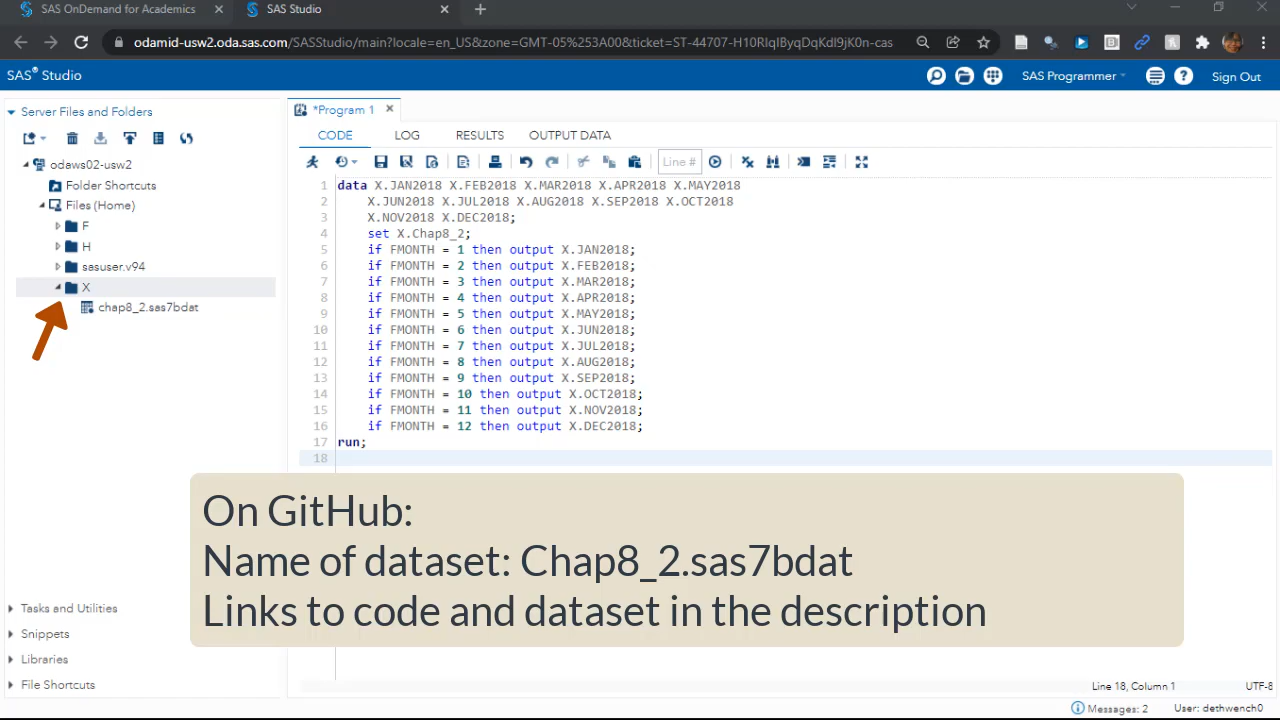 SAS OnDemand for Academics
SAS Studio
odamid-usw2.oda.sas.com/SASStudio/main?locale=en_US&zone=GMT-05%253A00&ticket=ST-44707-H10RIqIByqDqKdI9jK0n-cas
SAS® Studio
SAS Programmer
Sign Out
Server Files and Folders
odaws02-usw2
Folder Shortcuts
Files (Home)
F
H
sasuser.v94
X
chap8_2.sas7bdat
Tasks and Utilities
Snippets
Libraries
File Shortcuts
*Program 1
CODE LOG RESULTS OUTPUT DATA
Line #
1 data X.JAN2018 X.FEB2018 X.MAR2018 X.APR2018 X.MAY2018
2 X.JUN2018 X.JUL2018 X.AUG2018 X.SEP2018 X.OCT2018
3 X.NOV2018 X.DEC2018;
4 set X.Chap8_2;
5 if FMONTH = 1 then output X.JAN2018;
6 if FMONTH = 2 then output X.FEB2018;
7 if FMONTH = 3 then output X.MAR2018;
8 if FMONTH = 4 then output X.APR2018;
9 if FMONTH = 5 then output X.MAY2018;
10 if FMONTH = 6 then output X.JUN2018;
11 if FMONTH = 7 then output X.JUL2018;
12 if FMONTH = 8 then output X.AUG2018;
13 if FMONTH = 9 then output X.SEP2018;
14 if FMONTH = 10 then output X.OCT2018;
15 if FMONTH = 11 then output X.NOV2018;
16 if FMONTH = 12 then output X.DEC2018;
17 run;
18
On GitHub:
Name of dataset: Chap8_2.sas7bdat
Links to code and dataset in the description
Line 18, Column 1
UTF-8
Messages: 2
User: dethwench0